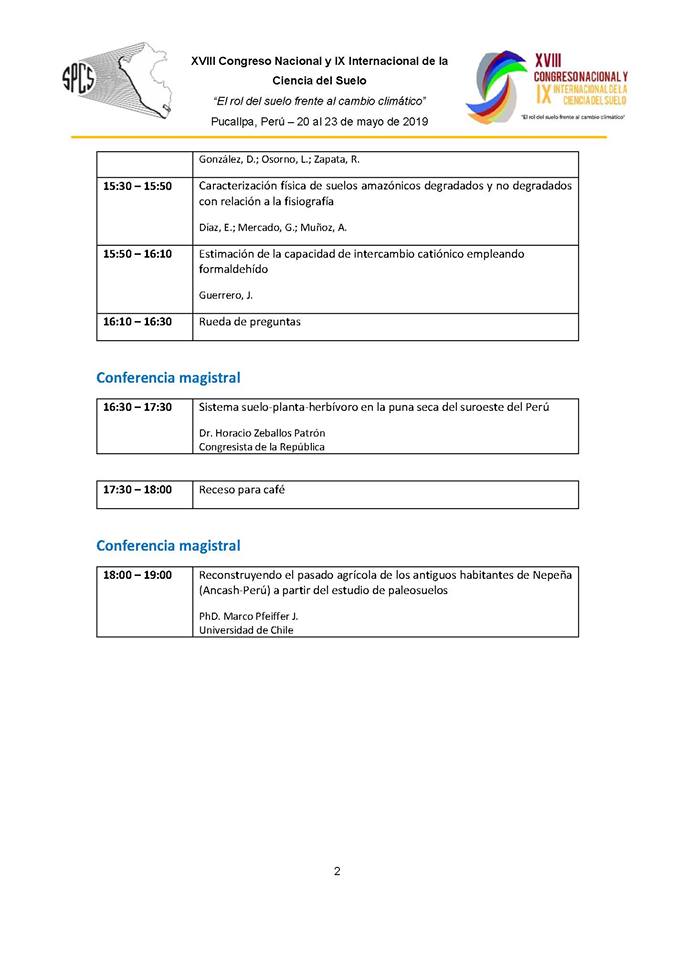 SPCS
XVIII Congreso Nacional y IX Internacional de la
Ciencia del Suelo
“El rol del suelo frente al cambio climático”
Pucallpa, Perú – 20 al 23 de mayo de 2019
XVIII
CONGRESO NACIONAL Y
IX INTERNACIONAL DE LA
CIENCIA DEL SUELO
"El rol del suelo frente al cambio climático"
González, D.; Osorno, L.; Zapata, R.
15:30 – 15:50 Caracterización física de suelos amazónicos degradados y no degradados
con relación a la fisiografía
Díaz, E.; Mercado, G.; Muñoz, A.
15:50 – 16:10 Estimación de la capacidad de intercambio catiónico empleando
formaldehído
Guerrero, J.
16:10 – 16:30 Rueda de preguntas
Conferencia magistral
16:30 – 17:30 Sistema suelo-planta-herbívoro en la puna seca del suroeste del Perú
Dr. Horacio Zeballos Patrón
Congresista de la República
17:30 – 18:00 Receso para café
Conferencia magistral
18:00 – 19:00 Reconstruyendo el pasado agrícola de los antiguos habitantes de Nepeña
(Ancash-Perú) a partir del estudio de paleosuelos
PhD. Marco Pfeiffer J.
Universidad de Chile
2